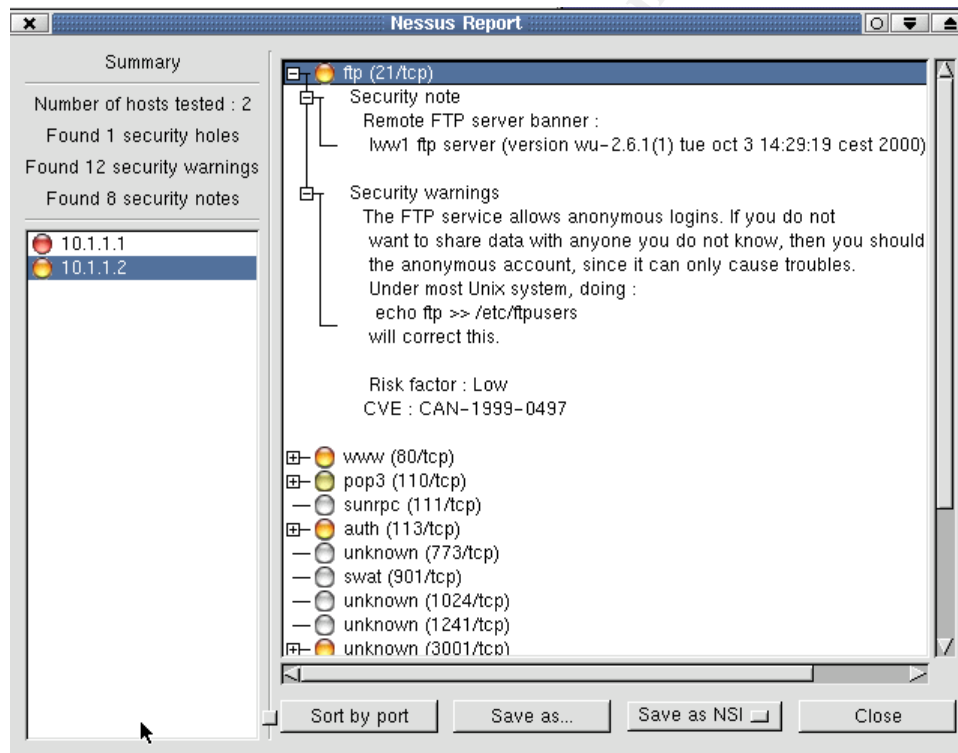 Nessus Report
Summary
Number of hosts tested : 2
Found 1 security holes
Found 12 security warnings
Found 8 security notes
10.1.1.1
10.1.1.2
ftp (21/tcp)
Security note
Remote FTP server banner :
lww1 ftp server (version wu-2.6.1(1) tue oct 3 14:29:19 cest 2000)
Security warnings
The FTP service allows anonymous logins. If you do not
want to share data with anyone you do not know, then you should
the anonymous account, since it can only cause troubles.
Under most Unix system, doing :
echo ftp >> /etc/ftpusers
will correct this.
Risk factor : Low
CVE : CAN-1999-0497
www (80/tcp)
pop3 (110/tcp)
sunrpc (111/tcp)
auth (113/tcp)
unknown (773/tcp)
swat (901/tcp)
unknown (1024/tcp)
unknown (1241/tcp)
unknown (3001/tcp)
Sort by port
Save as...
Save as NSI
Close